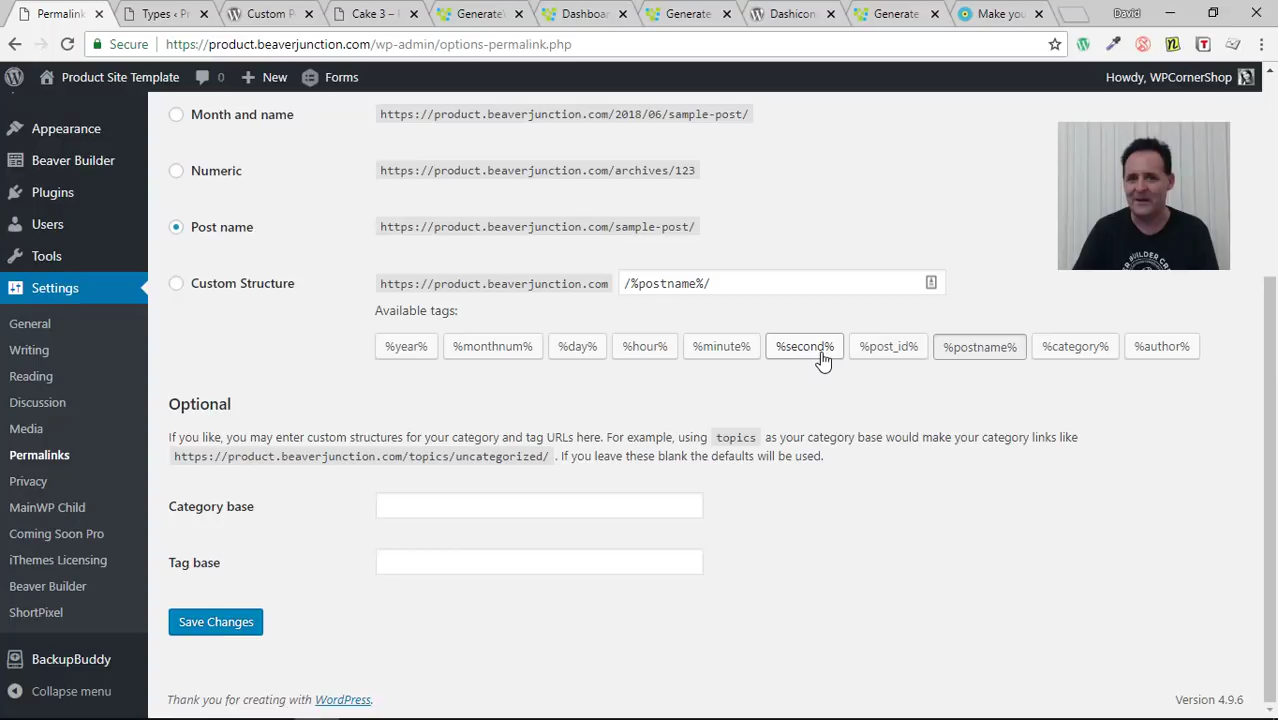 Permalink
Types ‹ Pr
Custom P
Cake 3 –
Generate
Dashboar
Generate
Dashicon
Generate
Make you
David
Secure
https://product.beaverjunction.com/wp-admin/options-permalink.php
Product Site Template
0
New
Forms
Howdy, WPCornerShop
Appearance
Beaver Builder
Plugins
Users
Tools
Settings
General
Writing
Reading
Discussion
Media
Permalinks
Privacy
MainWP Child
Coming Soon Pro
iThemes Licensing
Beaver Builder
ShortPixel
BackupBuddy
Collapse menu
Month and name
https://product.beaverjunction.com/2018/06/sample-post/
Numeric
https://product.beaverjunction.com/archives/123
Post name
https://product.beaverjunction.com/sample-post/
Custom Structure
https://product.beaverjunction.com
/%postname%/
Available tags:
%year%
%monthnum%
%day%
%hour%
%minute%
%second%
%post_id%
%postname%
%category%
%author%
Optional
If you like, you may enter custom structures for your category and tag URLs here. For example, using topics as your category base would make your category links like
https://product.beaverjunction.com/topics/uncategorized/ . If you leave these blank the defaults will be used.
Category base
Tag base
Save Changes
Thank you for creating with WordPress.
Version 4.9.6